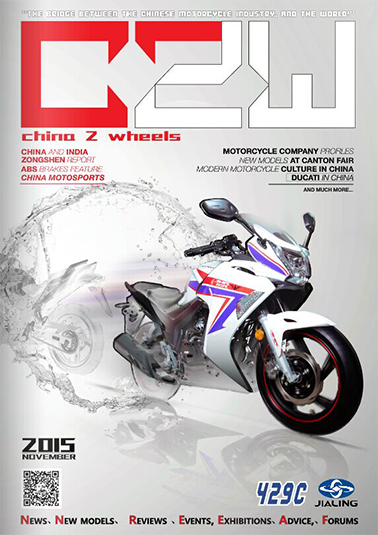 "THE BRIDGE BETWEEN THE CHINESE MOTORCYCLE INDUSTRY, AND THE WORLD"
C2W
china 2 wheels
CHINA AND INDIA
ZONGSHEN REPORT
ABS BRAKES FEATURE
CHINA MOTOSPORTS
MOTORCYCLE COMPANY PROFILES
NEW MODELS AT CANTON FAIR
MODERN MOTORCYCLE CULTURE IN CHINA
DUCATI IN CHINA
AND MUCH MORE...
2015
NOVEMBER
429C
JIALING
NEWS、NEW MODELS、 REVIEWS、EVENTS, EXHIBITIONS、ADVICE、FORUMS